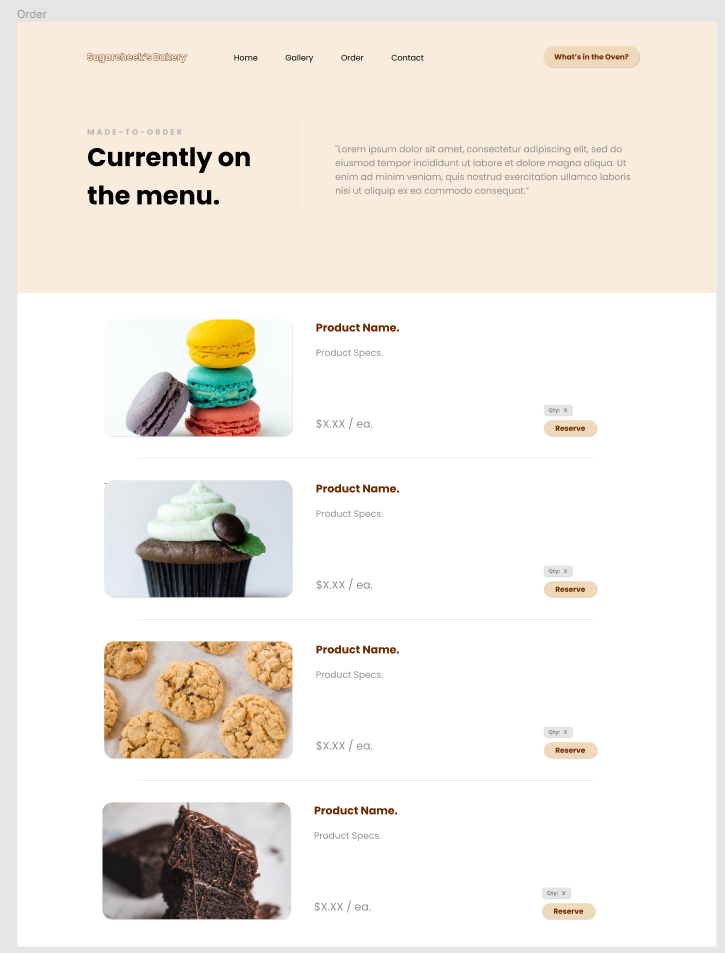 Order
Sugarcheek's Bakery
Home
Gallery
Order
Contact
What's in the Oven?
MADE-TO-ORDER
Currently on
the menu.
"Lorem ipsum dolor sit amet, consectetur adipiscing elit, sed do
eiusmod tempor incididunt ut labore et dolore magna aliqua. Ut
enim ad minim veniam, quis nostrud exercitation ullamco laboris
nisi ut aliquip ex ea commodo consequat."
Product Name.
Product Specs.
$X.XX / ea.
Qty: X
Reserve
Product Name.
Product Specs.
$X.XX / ea.
Qty: X
Reserve
Product Name.
Product Specs.
$X.XX / ea.
Qty: X
Reserve
Product Name.
Product Specs.
$X.XX / ea.
Qty: X
Reserve